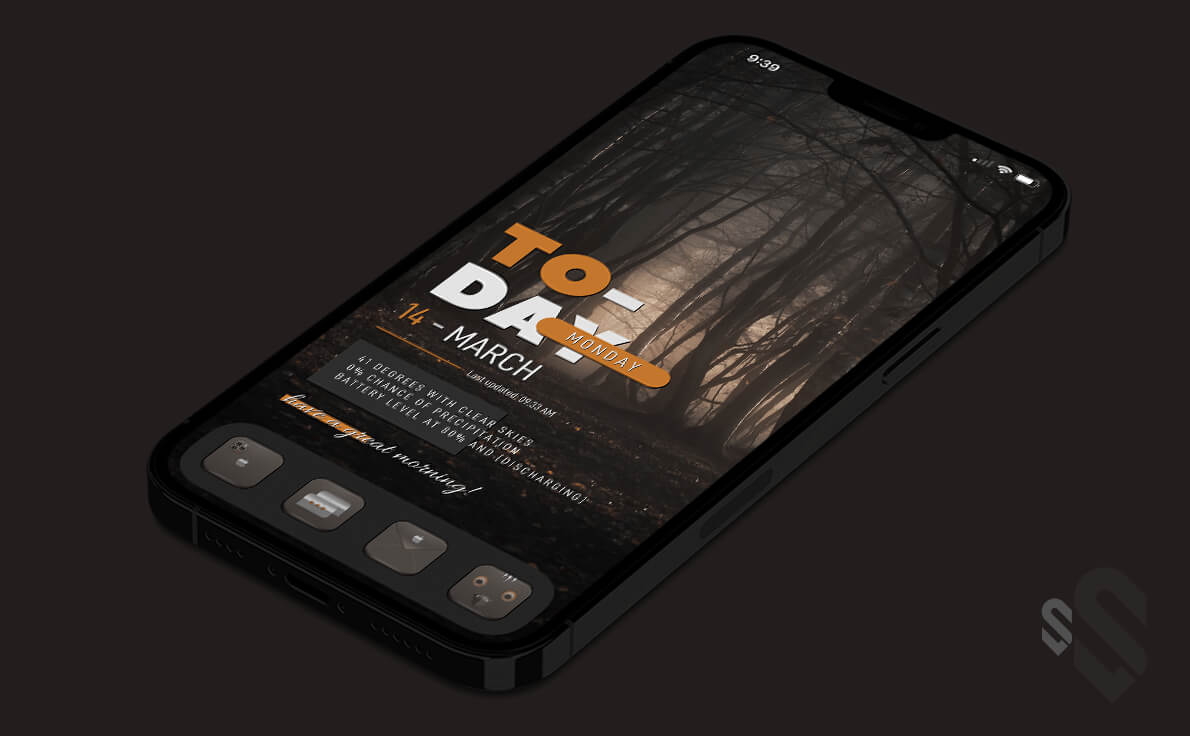 9:39
TO-
DAY
MONDAY
14 - MARCH
Last updated: 09:33 AM
41 DEGREES WITH CLEAR SKIES
0% CHANCE OF PRECIPITATION
BATTERY LEVEL AT 80% AND (DISCHARGING)
have a great morning!